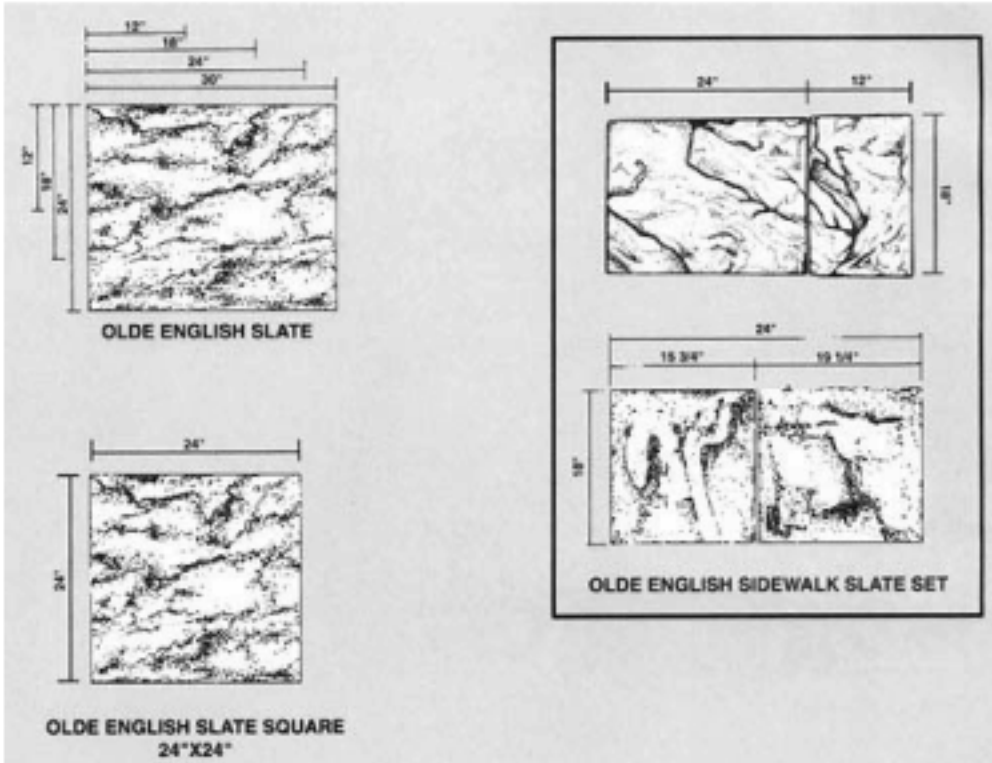 12"
18"
24"
30"
12"
18"
24"
OLDE ENGLISH SLATE
24"
24"
OLDE ENGLISH SLATE SQUARE
24"X24"
24" 12"
18"
24"
15 3/4" 19 1/4"
18"
OLDE ENGLISH SIDEWALK SLATE SET